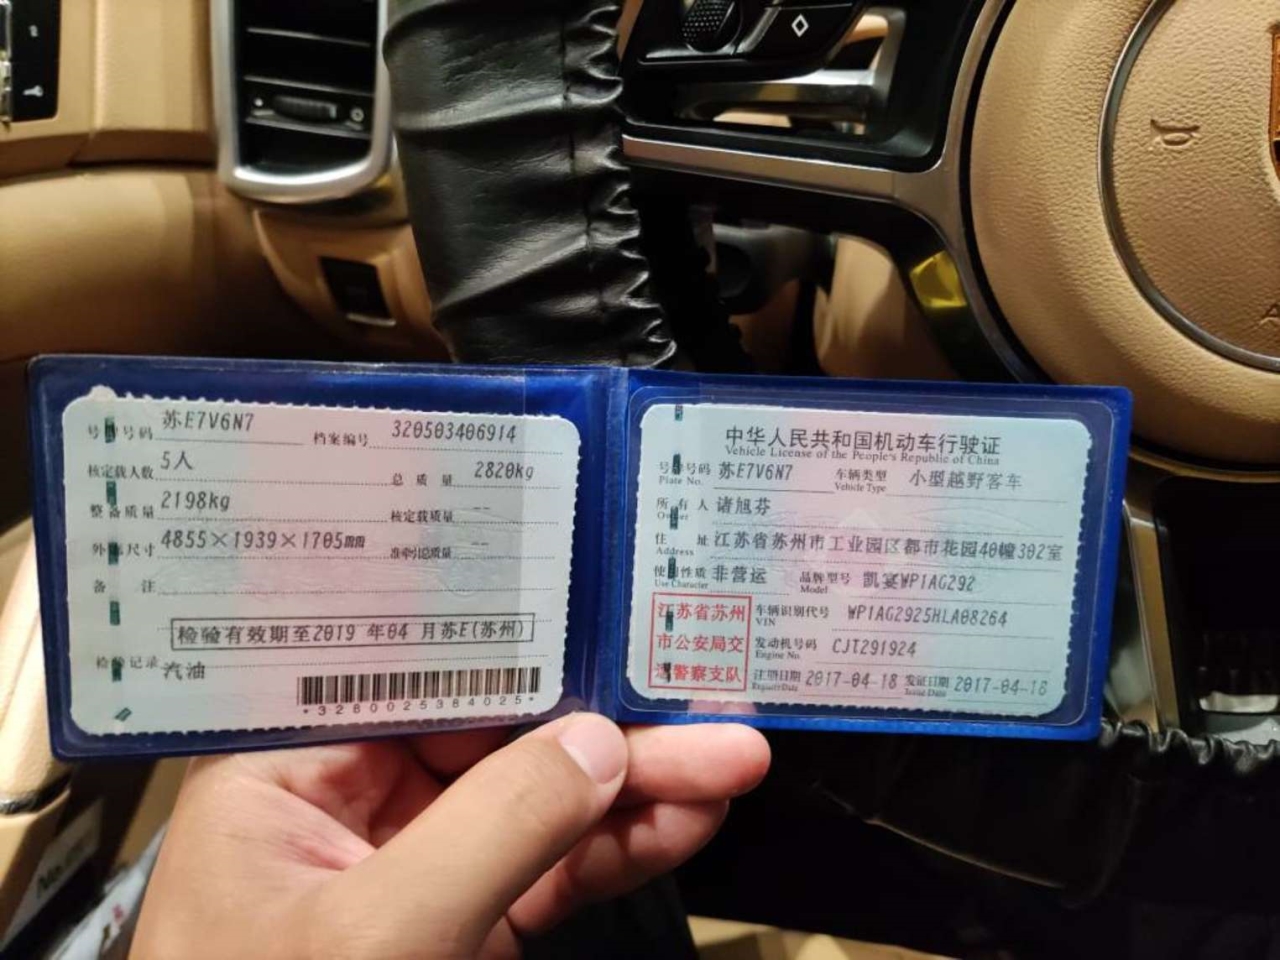 号牌号码 苏E7V6N7 档案编号 320503406914
核定载人数 5人 总质量 2820kg
整备质量 2198kg 核定载质量 --
外廓尺寸 4855×1939×1705mm 准牵引总质量 --
备注
检验有效期至2019 年04 月苏E(苏州)
检验记录 汽油
*3280025384025*
中华人民共和国机动车行驶证
Vehicle License of the People's Republic of China
号牌号码 苏E7V6N7 车辆类型 小型越野客车
Plate No. Vehicle Type
所有人 诸旭芬
Owner
住址 江苏省苏州市工业园区都市花园40幢302室
Address
使用性质 非营运 品牌型号 凯宴WP1AG292
Use Character Model
江苏省苏州
市公安局交
通警察支队
车辆识别代号 WP1AG2925HLA08264
VIN
发动机号码 CJT291924
Engine No.
注册日期 2017-04-18 发证日期 2017-04-18
Register Date Issue Date